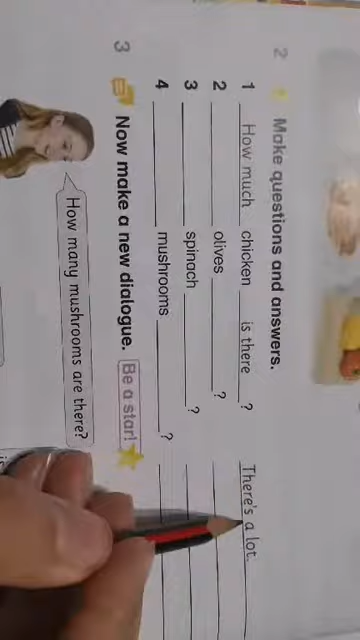 2 Make questions and answers.
1 How much chicken is there ? There's a lot.
2 olives ?
3 spinach ?
4 mushrooms ?
3 Now make a new dialogue. Be a star!
How many mushrooms are there?